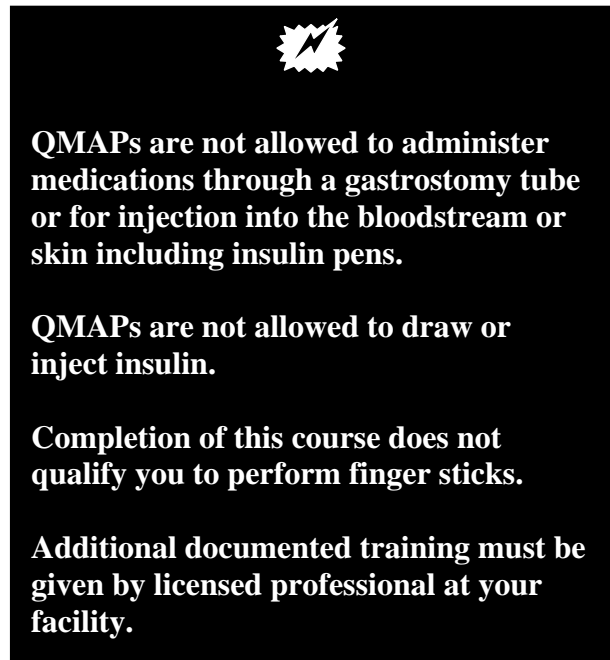 QMAPs are not allowed to administer
medications through a gastrostomy tube
or for injection into the bloodstream or
skin including insulin pens.
QMAPs are not allowed to draw or
inject insulin.
Completion of this course does not
qualify you to perform finger sticks.
Additional documented training must be
given by licensed professional at your
facility.